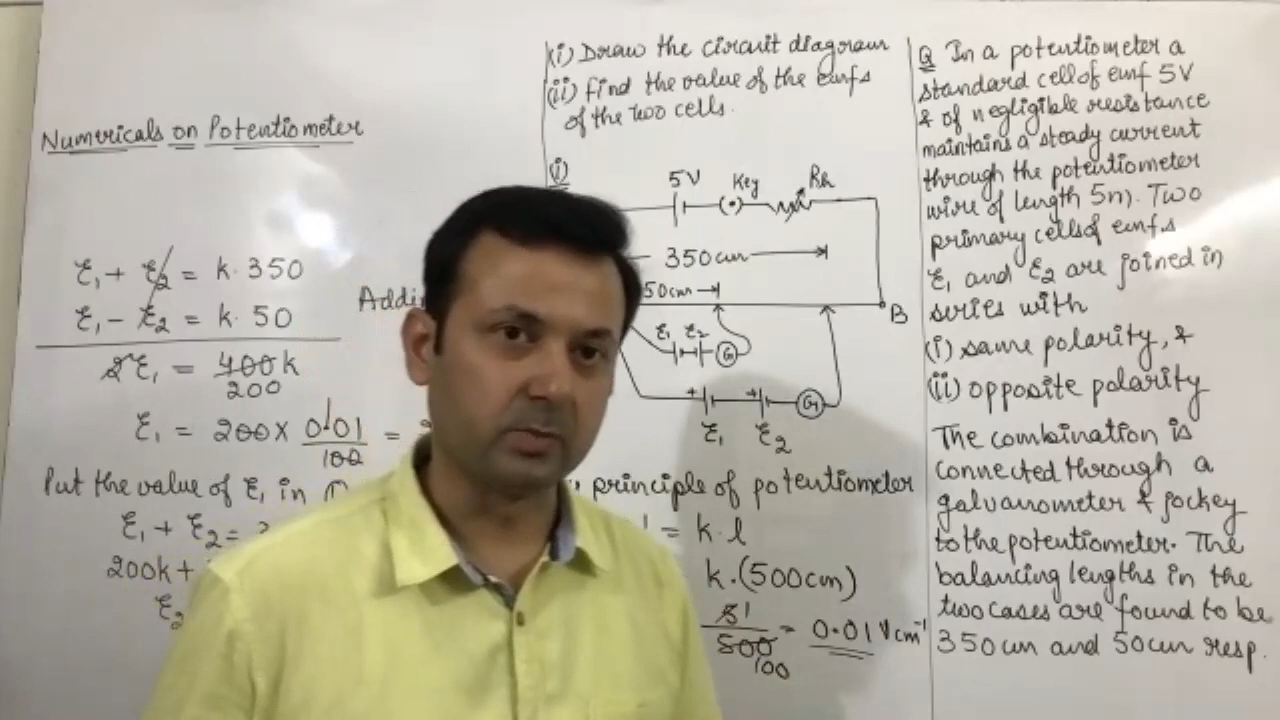 Numericals on Potentiometer
ε₁ + ε₂ = k. 350
ε₁ - ε₂ = k. 50
2ε₁ = 400k
200
ε₁ = 200 x 0.01
100
=
Put the value of ε₁ in ①
ε₁ + ε₂ =
200k +
ε₂
(i) Draw the circuit diagram
(ii) find the value of the emfs
of the two cells.
(i)
5V Key Rh
350cm
50cm
B
ε₁ ε₂ G
+ + G
ε₁ ε₂
principle of potentiometer
= k. l
k. (500cm)
5 1
500
100
= 0.01 V cm⁻¹
Q In a potentiometer a
standard cell of emf 5V
& of negligible resistance
maintains a steady current
through the potentiometer
wire of length 5m. Two
primary cells of emfs
ε₁ and ε₂ are joined in
series with
(i) same polarity, &
(ii) opposite polarity
The combination is
connected through a
galvanometer & jockey
to the potentiometer. The
balancing lengths in the
two cases are found to be
350cm and 50cm resp.